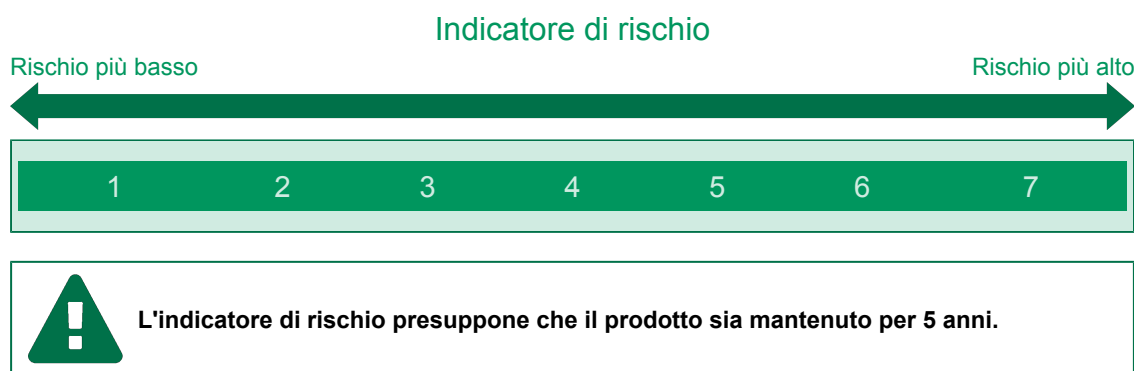 Indicatore di rischio
Rischio più basso Rischio più alto
1 2 3 4 5 6 7
L'indicatore di rischio presuppone che il prodotto sia mantenuto per 5 anni.